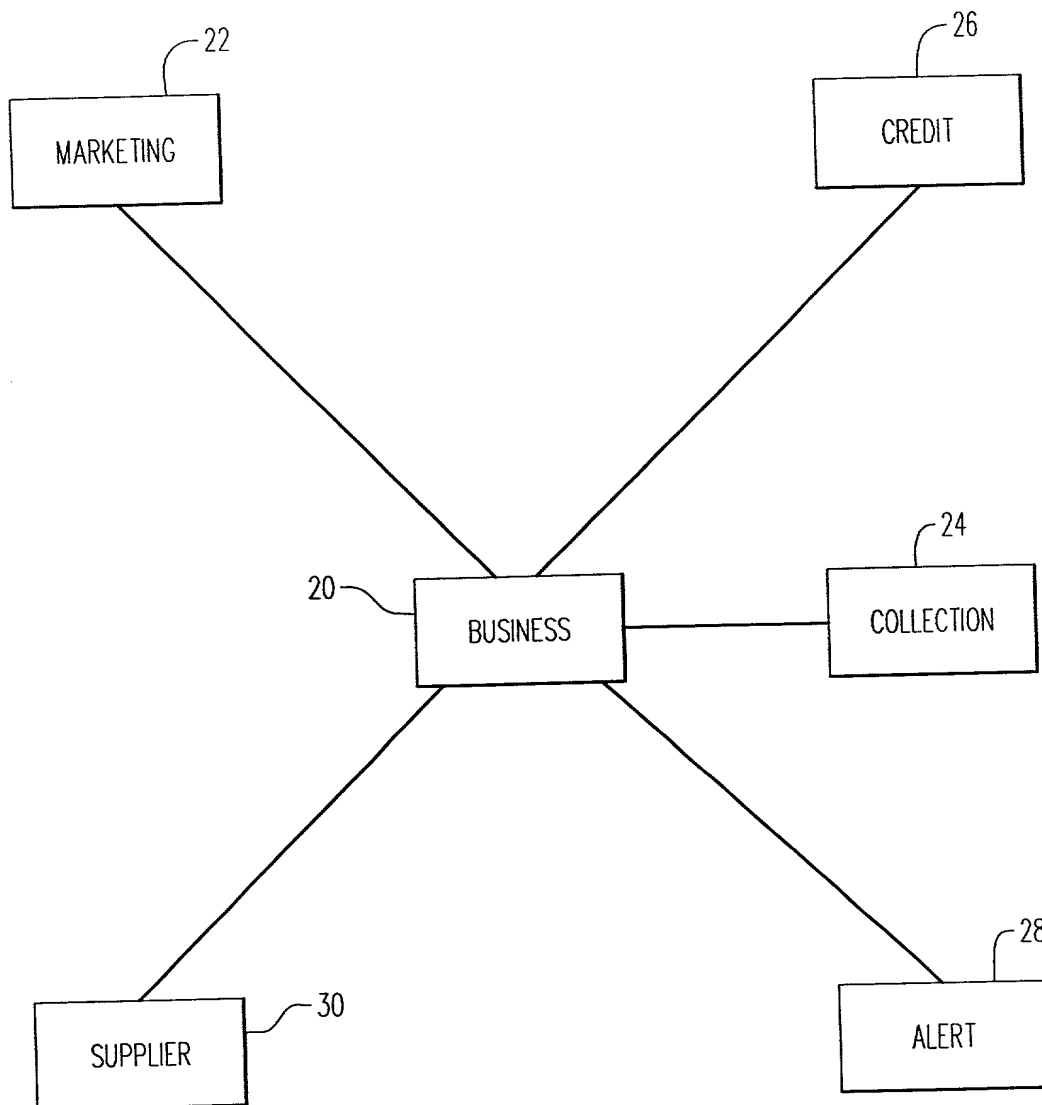 22
26
MARKETING
CREDIT
24
20
BUSINESS
COLLECTION
28
30
SUPPLIER
ALERT